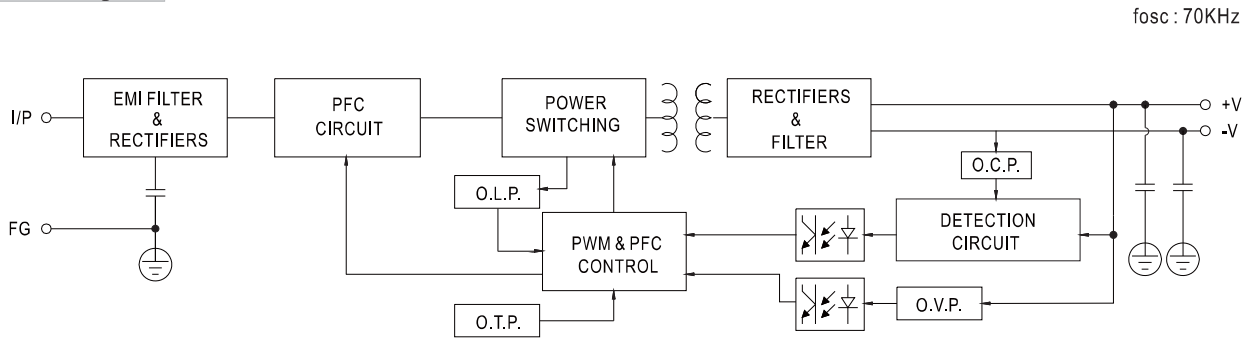 fosc : 70KHz
I/P
EMI FILTER
&
RECTIFIERS
PFC
CIRCUIT
POWER
SWITCHING
RECTIFIERS
&
FILTER
+V
-V
O.C.P.
O.L.P.
DETECTION
CIRCUIT
FG
PWM & PFC
CONTROL
O.V.P.
O.T.P.